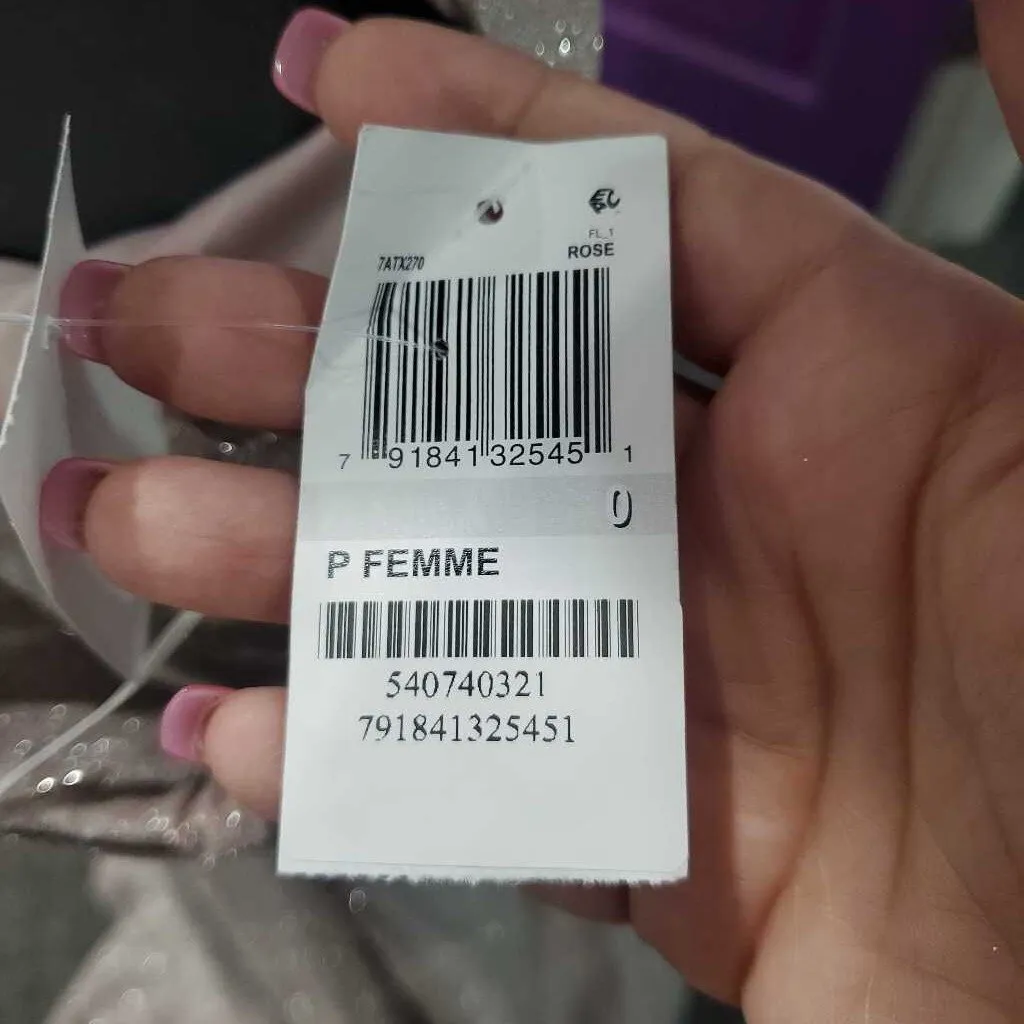 FL_1
7ATX270 ROSE
7 91841 32545 1
0
P FEMME
540740321
791841325451